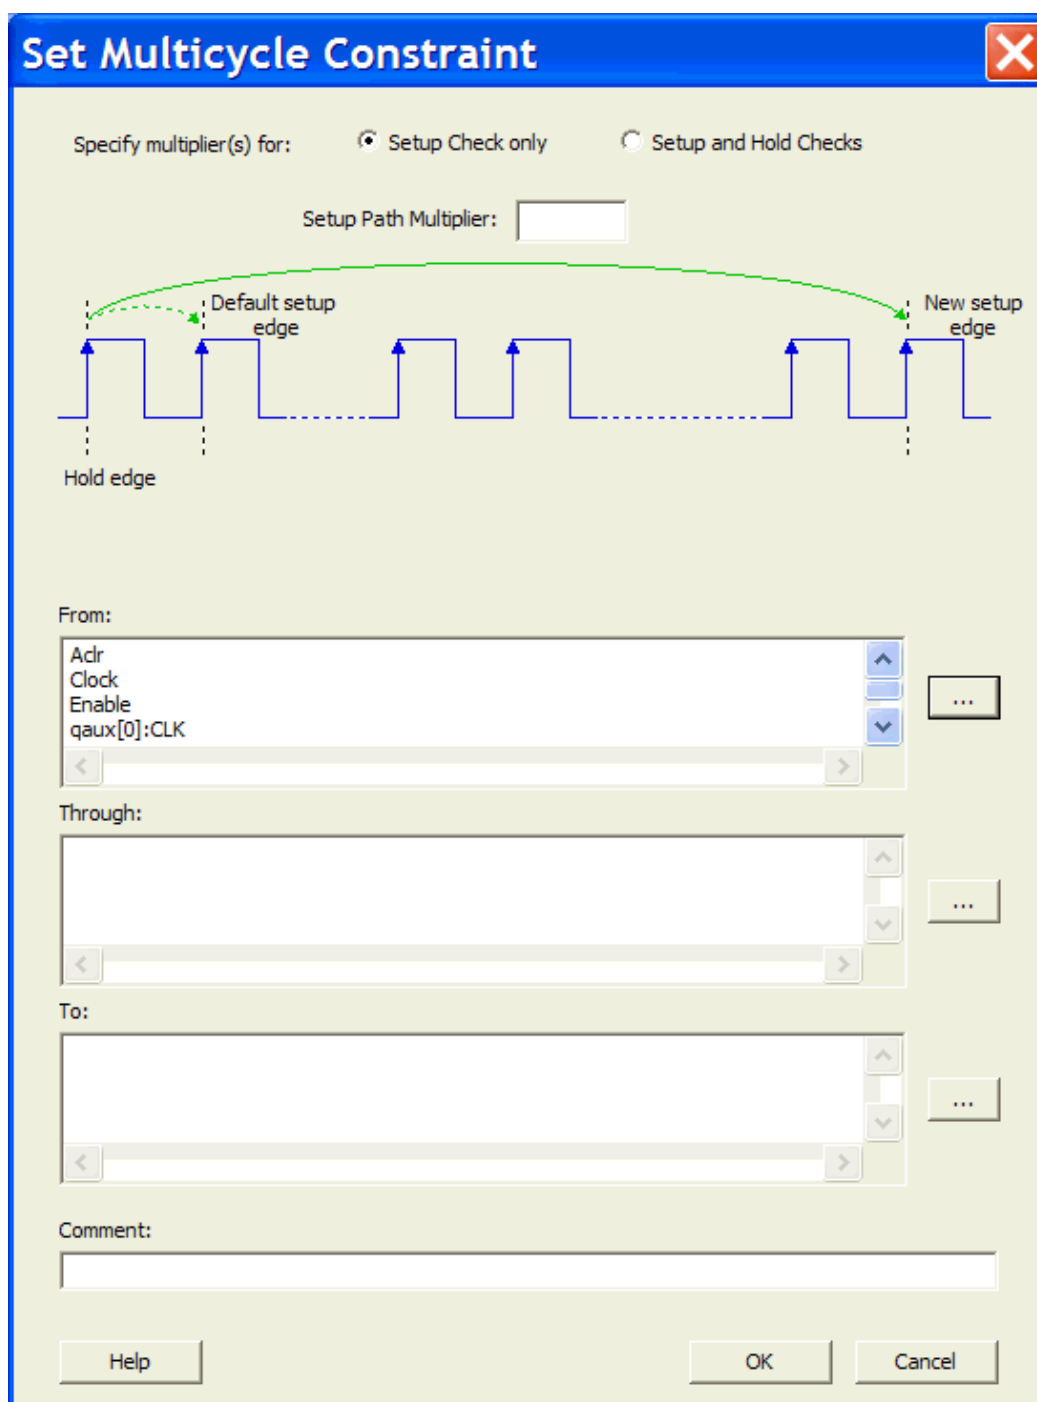 Set Multicycle Constraint
Specify multiplier(s) for: Setup Check only Setup and Hold Checks
Setup Path Multiplier:
Default setup
edge
New setup
edge
Hold edge
From:
Aclr
Clock
Enable
qaux[0]:CLK
...
Through:
...
To:
...
Comment:
Help OK Cancel